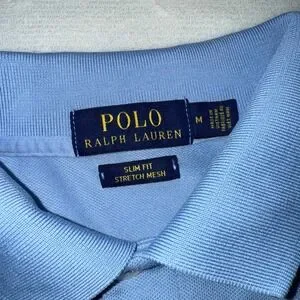 POLO
RALPH LAUREN
M
SLIM FIT
STRETCH MESH